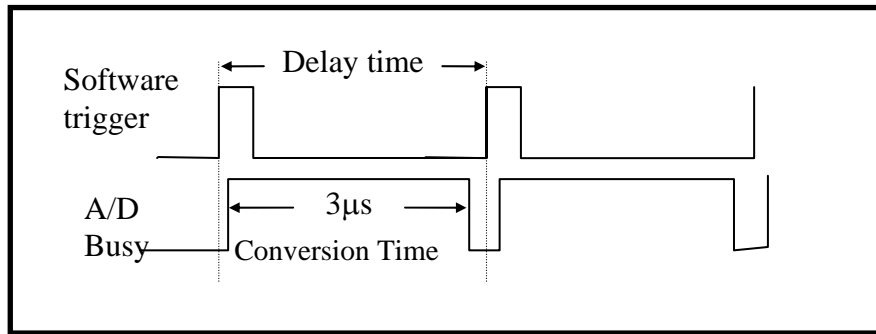 Delay time
Software
trigger
3μs
A/D
Busy
Conversion Time